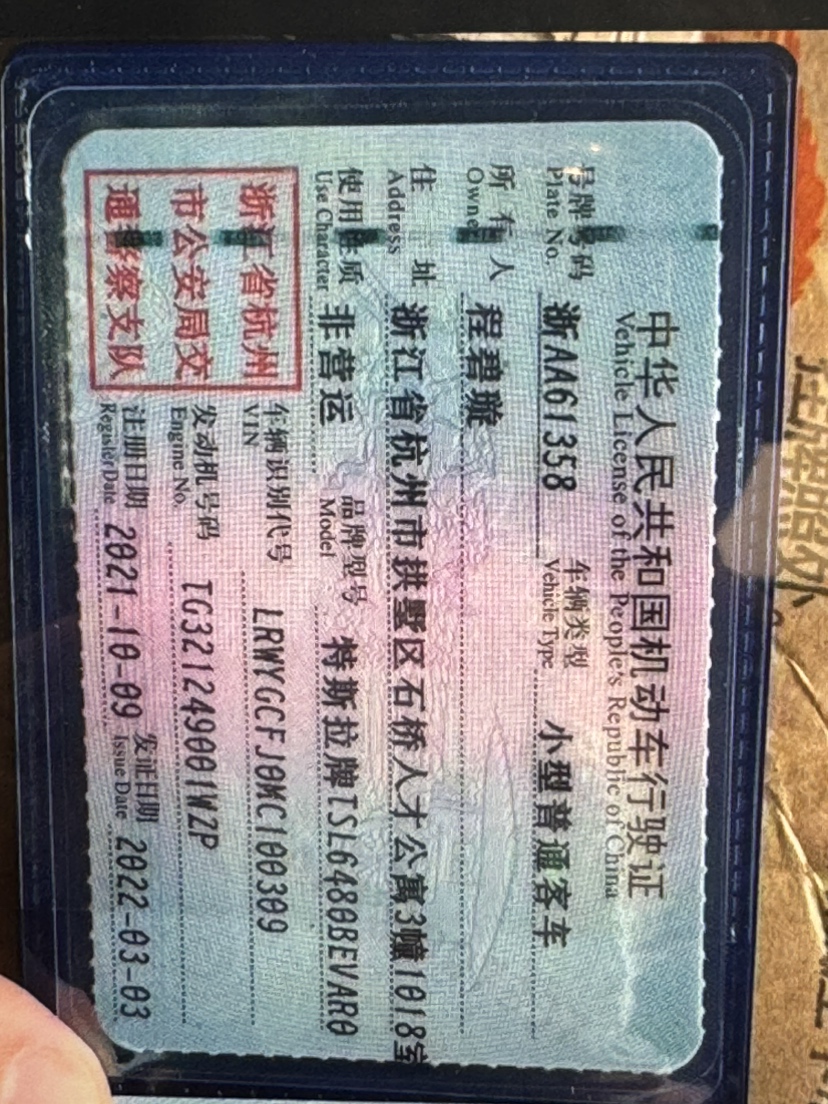 中华人民共和国机动车行驶证
Vehicle License of the People's Republic of China
号牌号码 浙AA61358 车辆类型 小型普通客车
Plate No. Vehicle Type
所有人 程碧璇
Owner
住址 浙江省杭州市拱墅区石桥人才公寓3幢1018室
Address
使用性质 非营运 品牌型号 特斯拉牌TSL6480BEVAR0
Use Character Model
浙江省杭州
市公安局交
通警察支队
车辆识别代号 LRWYGCFJ0MC100309
VIN
发动机号码 TG321249001WZP
Engine No.
注册日期 2021-10-09 发证日期 2022-03-03
Register Date Issue Date
挂牌照外